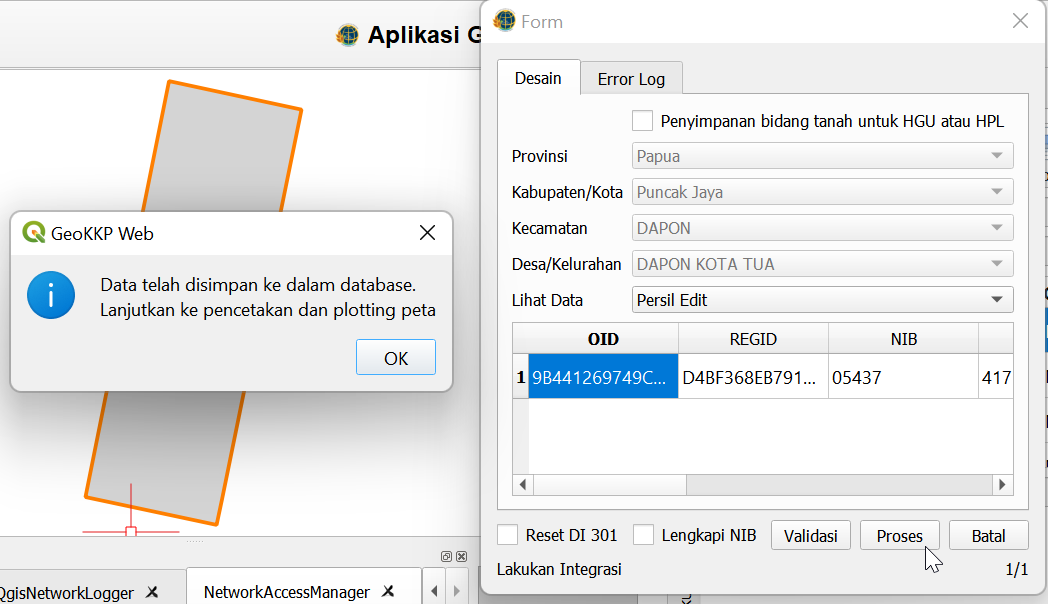 Aplikasi G
Form
Desain
Error Log
Penyimpanan bidang tanah untuk HGU atau HPL
Provinsi
Papua
Kabupaten/Kota
Puncak Jaya
Kecamatan
DAPON
Desa/Kelurahan
DAPON KOTA TUA
Lihat Data
Persil Edit
OID REGID NIB
1 9B441269749C... D4BF368EB791... 05437 417
Reset DI 301
Lengkapi NIB
Validasi
Proses
Batal
Lakukan Integrasi
1/1
GeoKKP Web
Data telah disimpan ke dalam database.
Lanjutkan ke pencetakan dan plotting peta
OK
QgisNetworkLogger
NetworkAccessManager